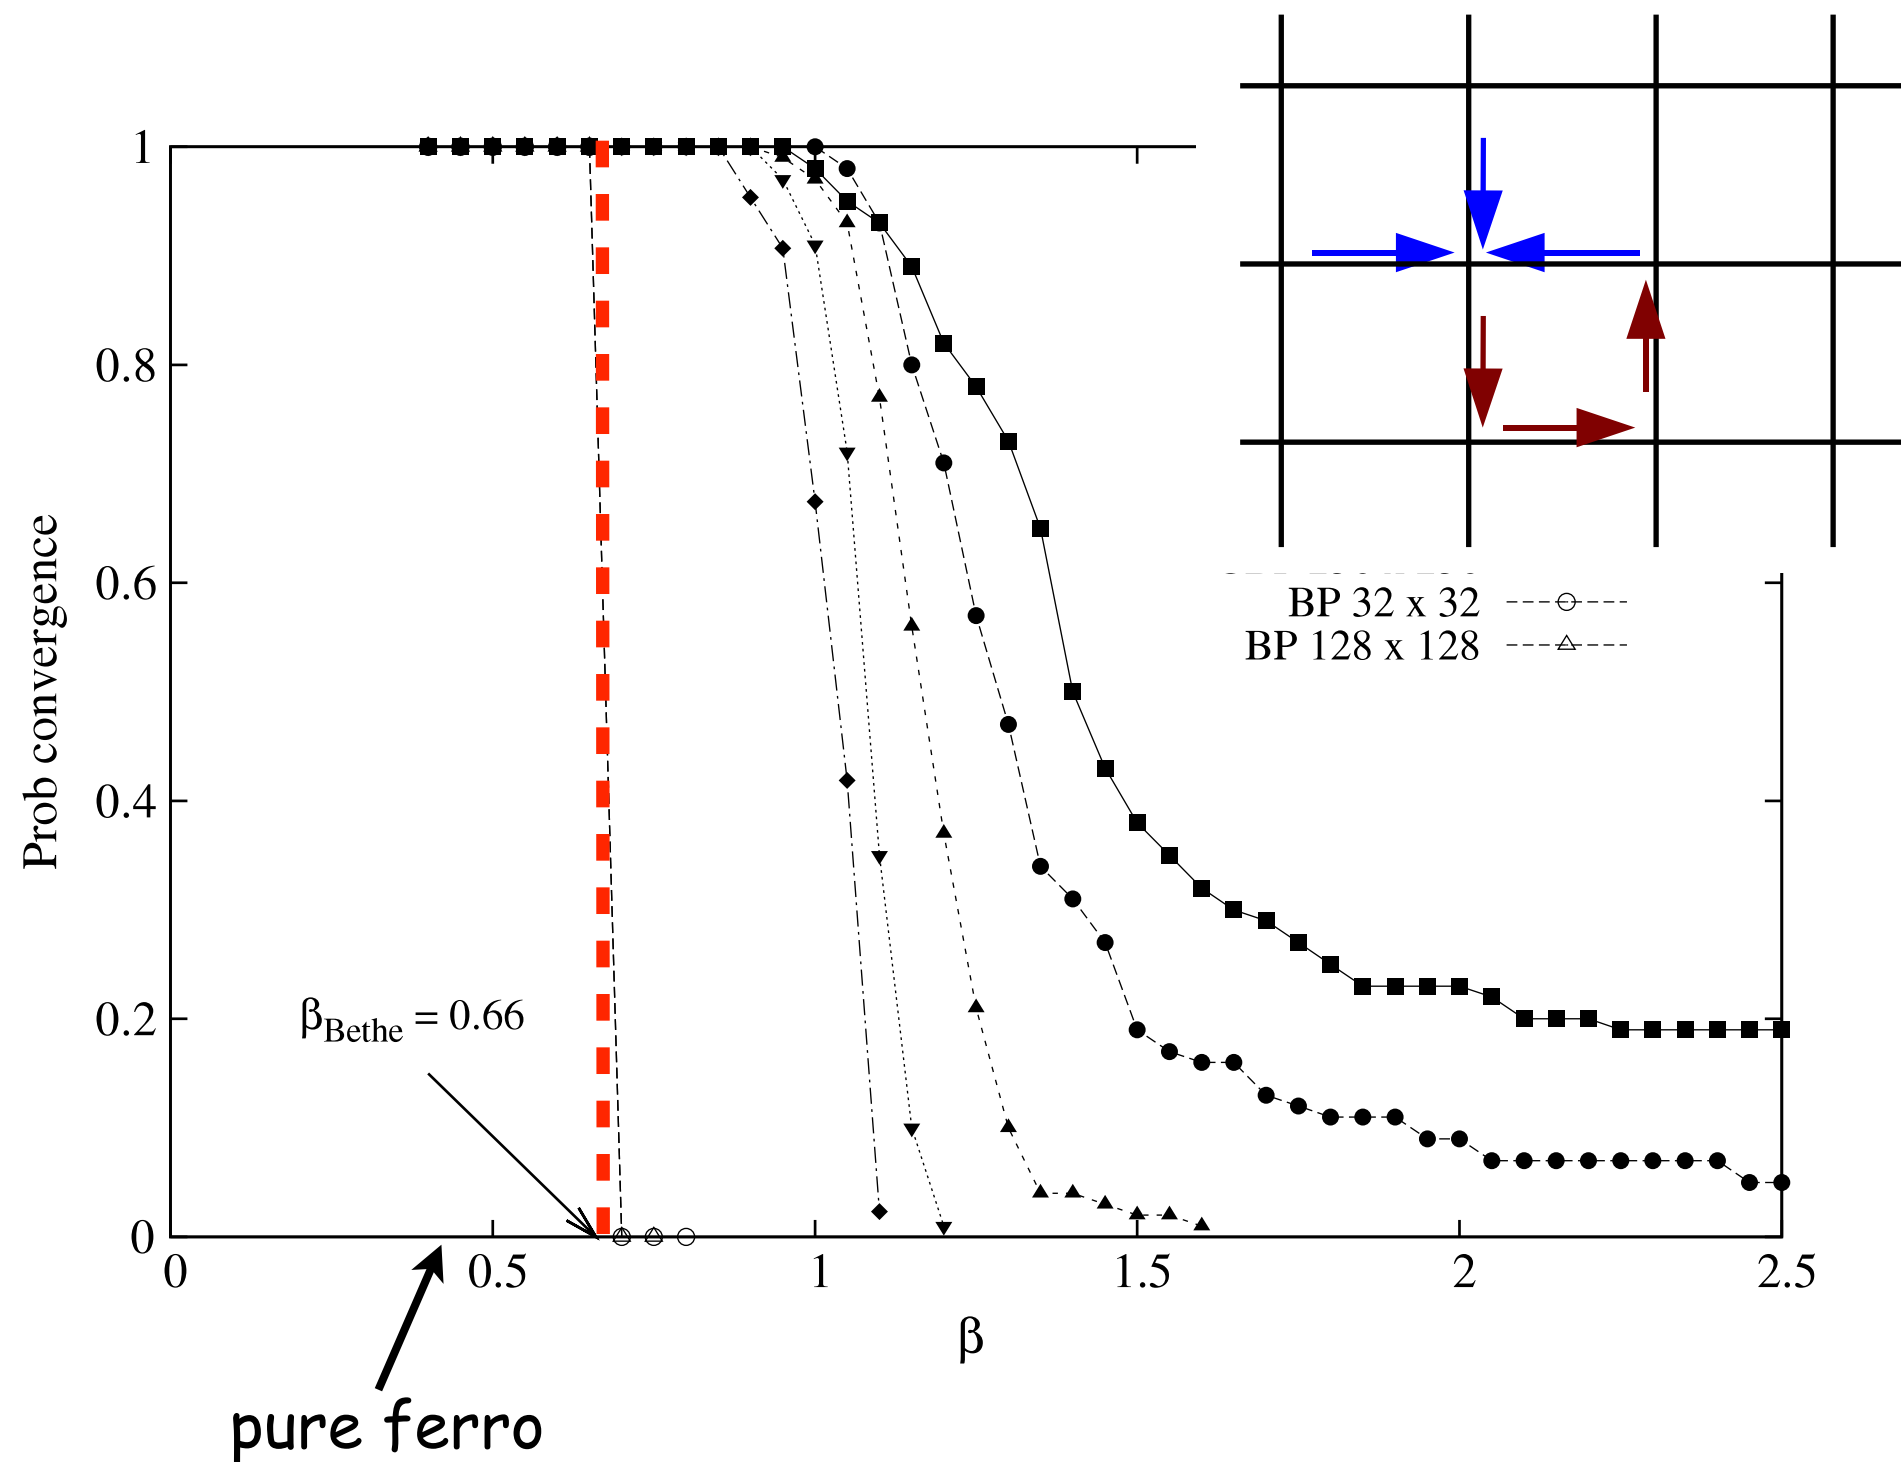 1
0.8
0.6
0.4
0.2
0
Prob convergence
BP 32 x 32
BP 128 x 128
βBethe = 0.66
0 0.5 1 1.5 2 2.5
β
pure ferro